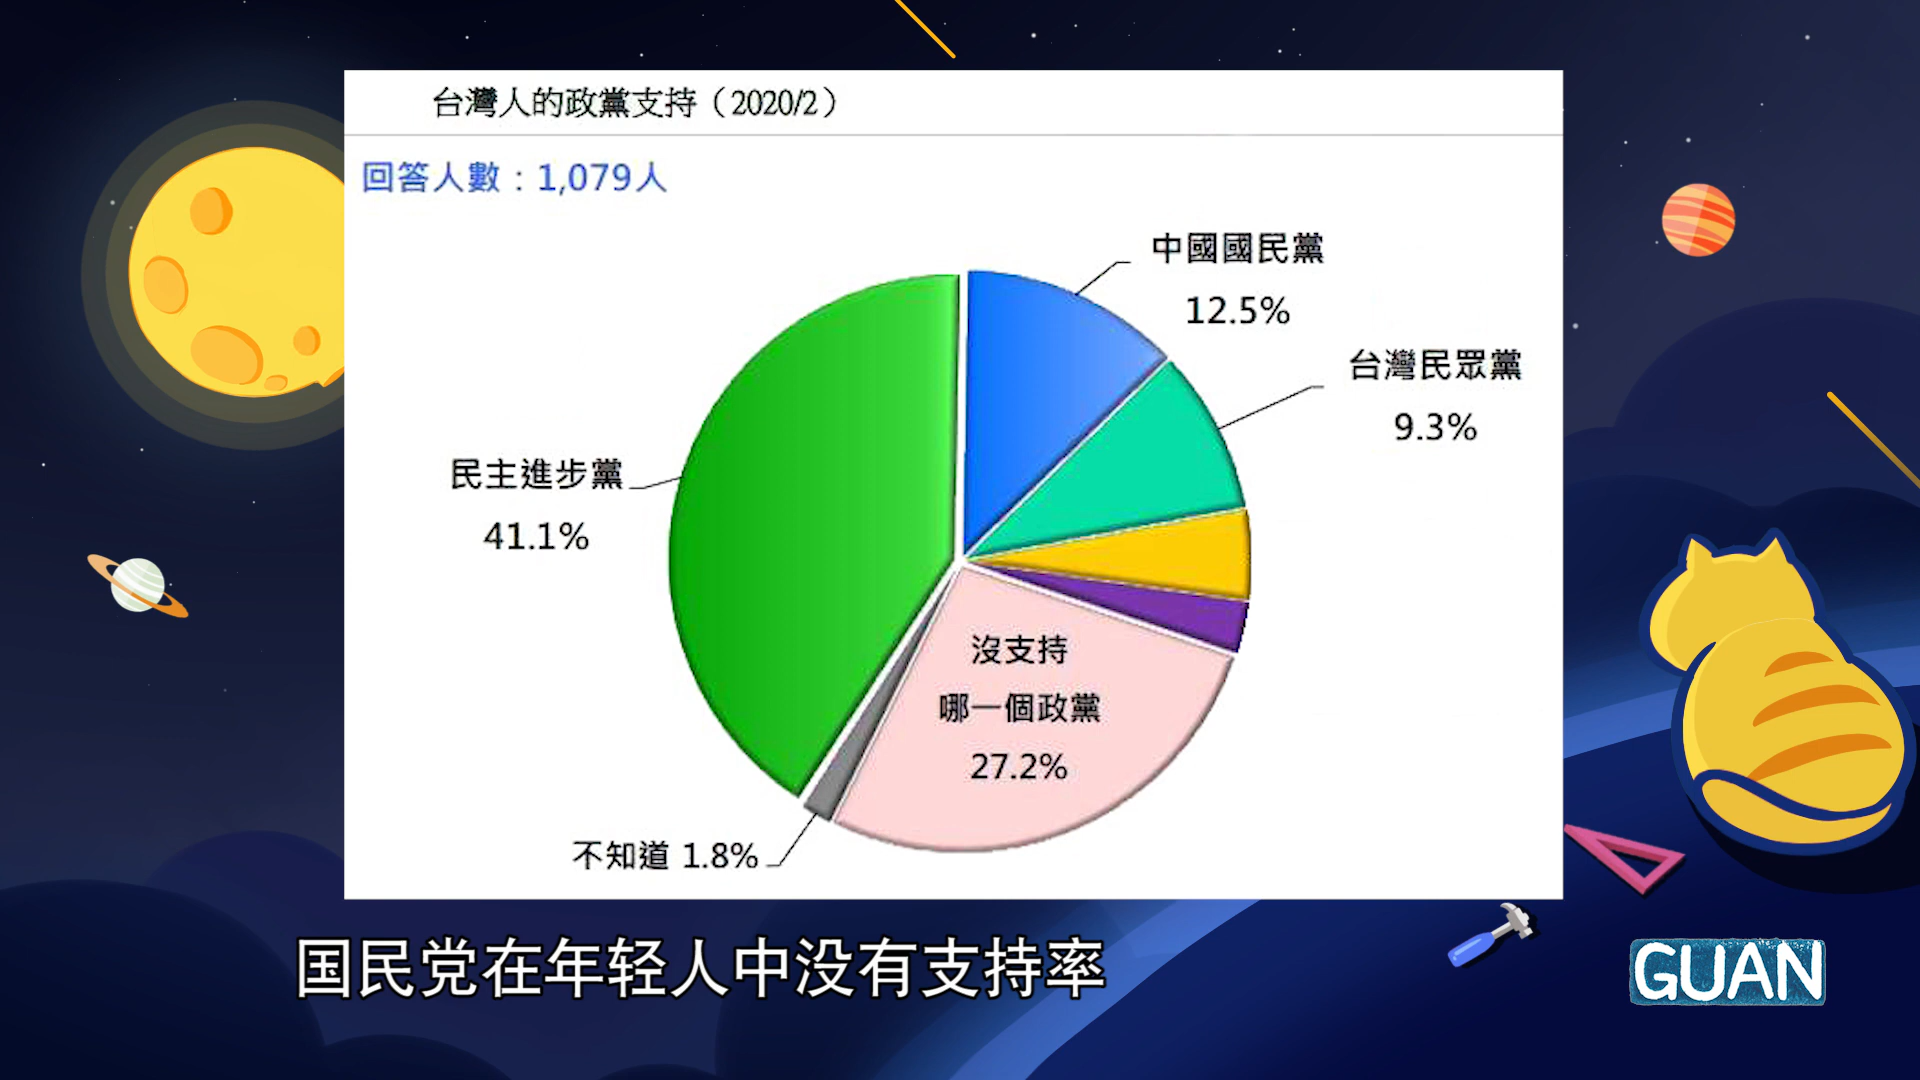 台灣人的政黨支持（2020/2）
回答人數：1,079人
中國國民黨
12.5%
台灣民眾黨
9.3%
民主進步黨
41.1%
沒支持
哪一個政黨
27.2%
不知道 1.8%
国民党在年轻人中没有支持率
GUAN